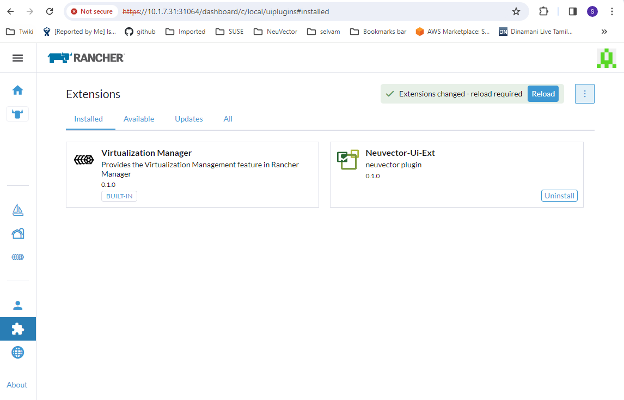 Not secure https://10.1.7.31:31064/dashboard/c/local/uiplugins#installed S
Twiki [Reported by Me] Is... github Imported SUSE NeuVector selvam Bookmarks bar AWS Marketplace: S... Dinamani Live Tamil... »
RANCHER
Extensions
Extensions changed - reload required Reload
Installed Available Updates All
Virtualization Manager
Provides the Virtualization Management feature in Rancher
Manager
0.1.0
BUILT-IN
Neuvector-Ui-Ext
neuvector plugin
0.1.0
Uninstall
About